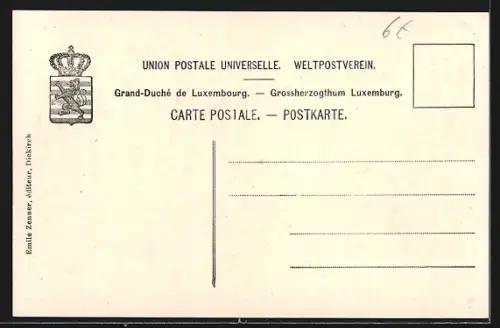 6€
UNION POSTALE UNIVERSELLE. WELTPOSTVEREIN.
Grand-Duché de Luxembourg. — Grossherzogthum Luxemburg.
CARTE POSTALE. — POSTKARTE.
Emile Zenner, éditeur, Diekirch